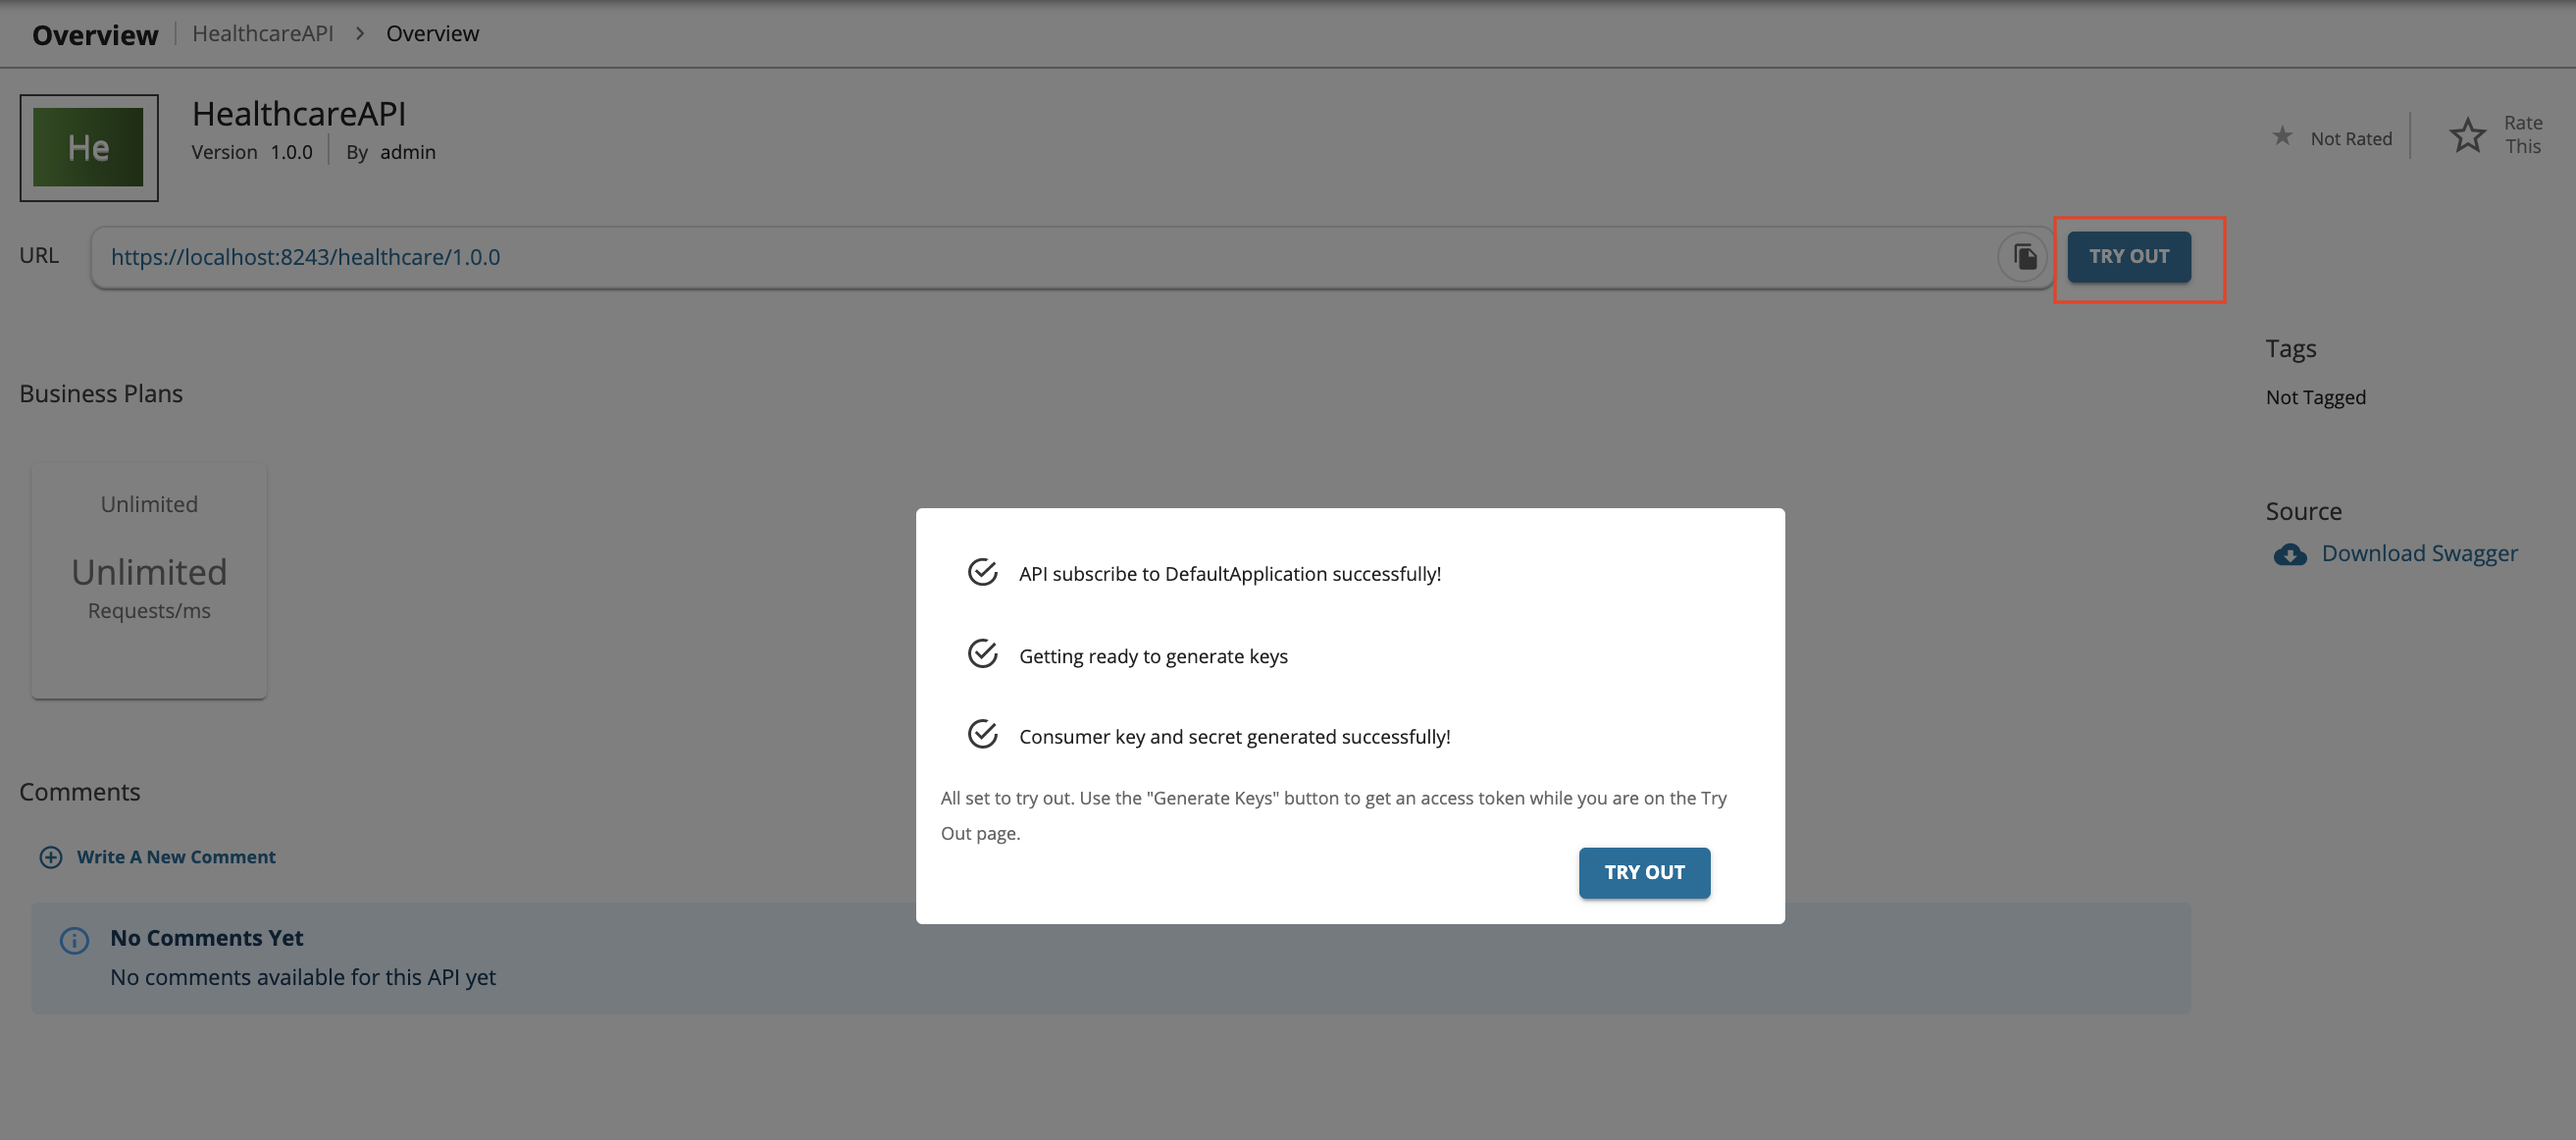 Overview HealthcareAPI > Overview
He
HealthcareAPI
Version 1.0.0 By admin
Not Rated
Rate
This
URL https://localhost:8243/healthcare/1.0.0
TRY OUT
Tags
Not Tagged
Business Plans
Unlimited
Unlimited
Requests/ms
Source
Download Swagger
API subscribe to DefaultApplication successfully!
Getting ready to generate keys
Consumer key and secret generated successfully!
All set to try out. Use the "Generate Keys" button to get an access token while you are on the Try
Out page.
TRY OUT
Comments
Write A New Comment
No Comments Yet
No comments available for this API yet